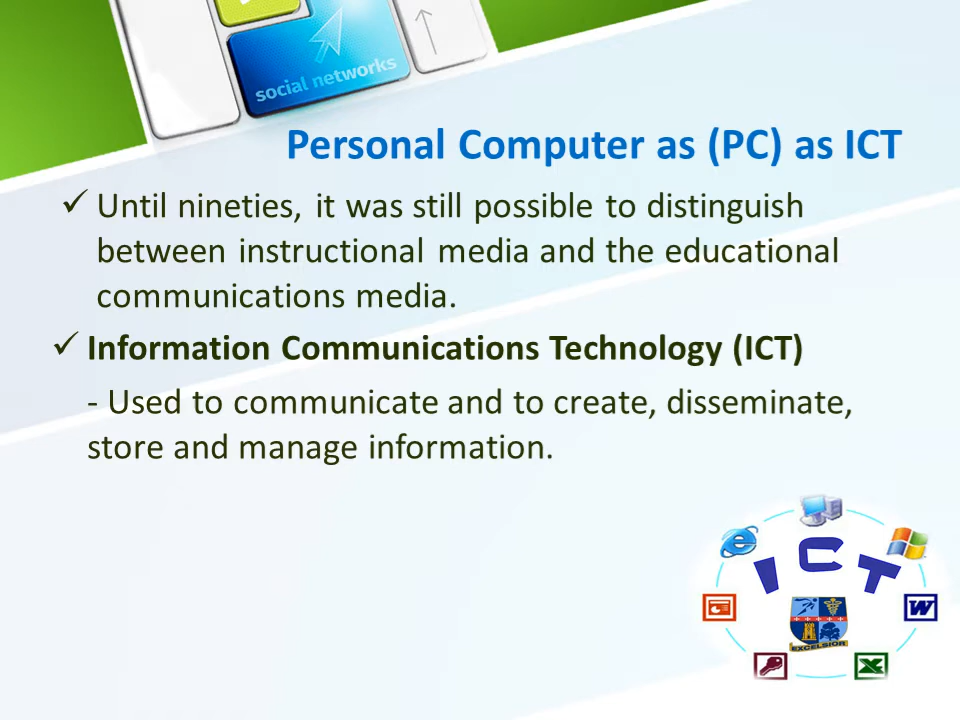 social networks
Personal Computer as (PC) as ICT
✓ Until nineties, it was still possible to distinguish
between instructional media and the educational
communications media.
✓ Information Communications Technology (ICT)
- Used to communicate and to create, disseminate,
store and manage information.
ICT
W
EXCELSIOR
X